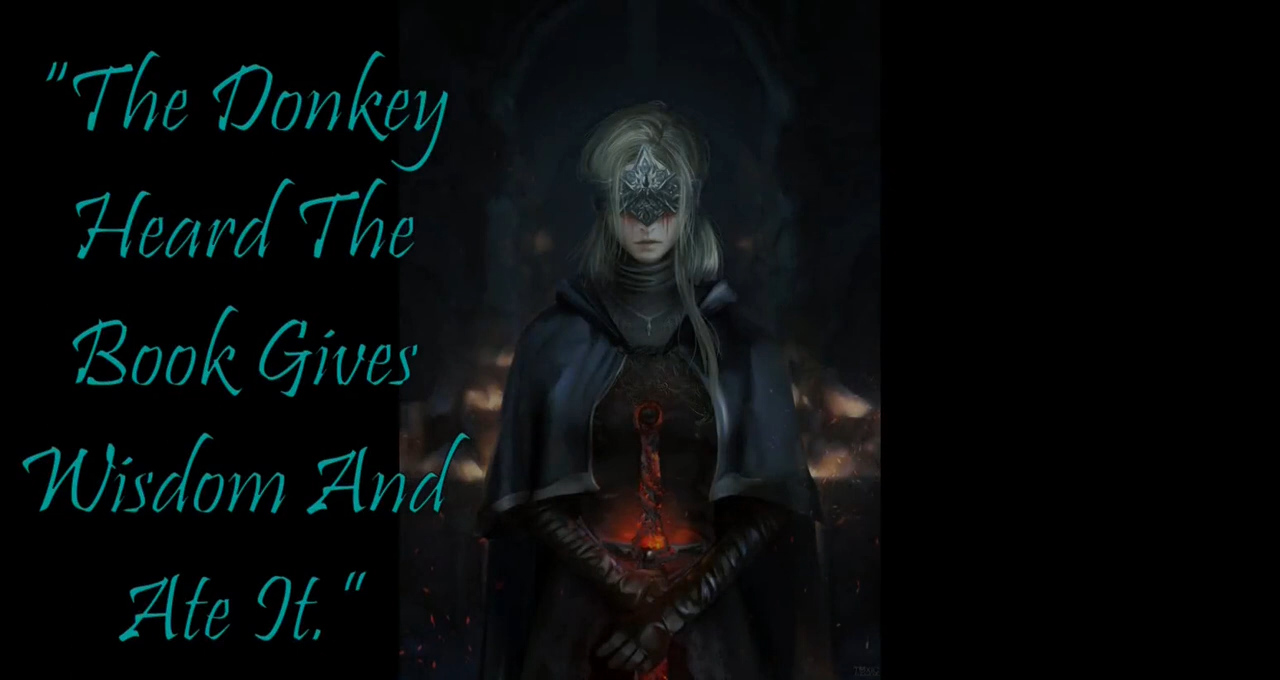 "The Donkey
Heard The
Book Gives
Wisdom And
Ate It."